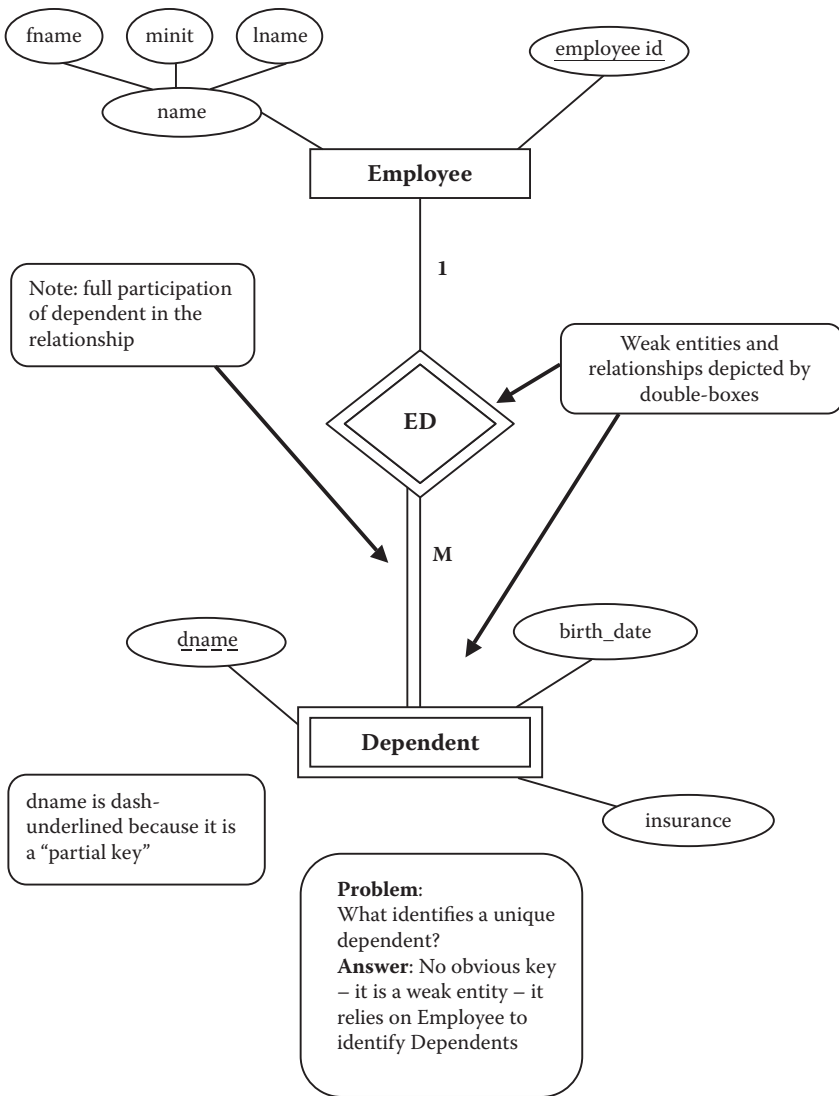 fname
minit
lname
employee id
name
Employee
1
Note: full participation
of dependent in the
relationship
Weak entities and
relationships depicted by
double-boxes
ED
M
dname
birth_date
Dependent
dname is dash-
underlined because it is
a “partial key”
insurance
Problem:
What identifies a unique
dependent?
Answer: No obvious key
– it is a weak entity – it
relies on Employee to
identify Dependents